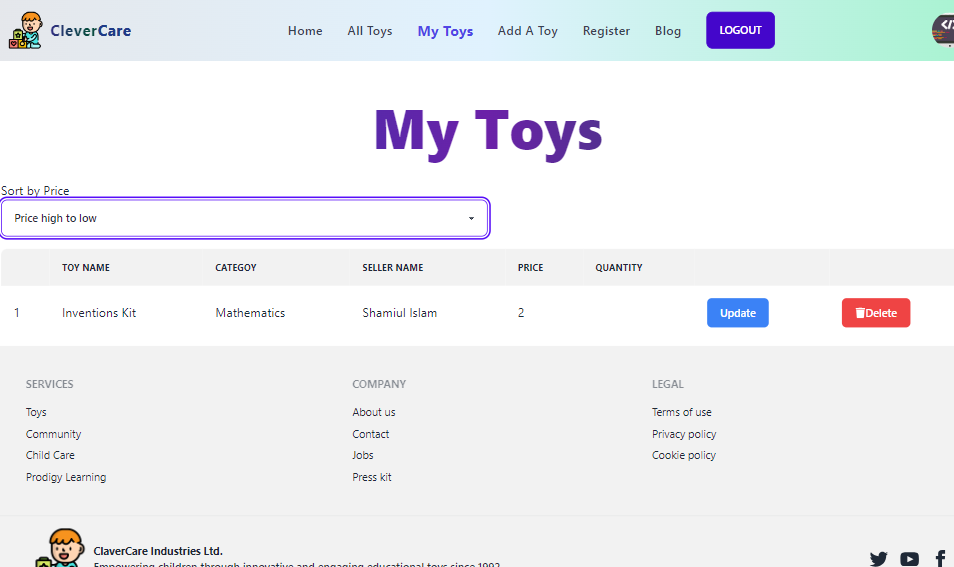 CleverCare
Home All Toys My Toys Add A Toy Register Blog LOGOUT
My Toys
Sort by Price
Price high to low
TOY NAME CATEGOY SELLER NAME PRICE QUANTITY
1 Inventions Kit Mathematics Shamiul Islam 2 Update Delete
SERVICES COMPANY LEGAL
Toys About us Terms of use
Community Contact Privacy policy
Child Care Jobs Cookie policy
Prodigy Learning Press kit
ClaverCare Industries Ltd.
Empowering children through innovative and engaging educational toys since 1992